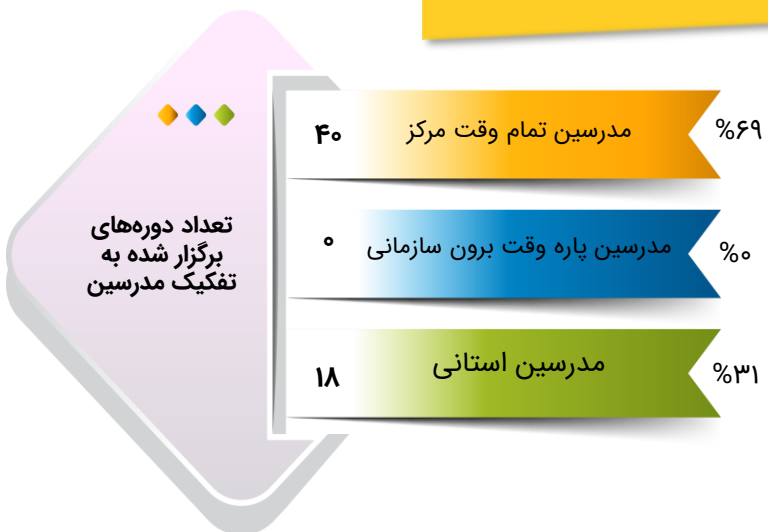 تعداد دوره‌های
برگزار شده به
تفکیک مدرسین
%۶۹ مدرسین تمام وقت مرکز ۴۰
%۰ مدرسین پاره وقت برون سازمانی ۰
%۳۱ مدرسین استانی ۱۸